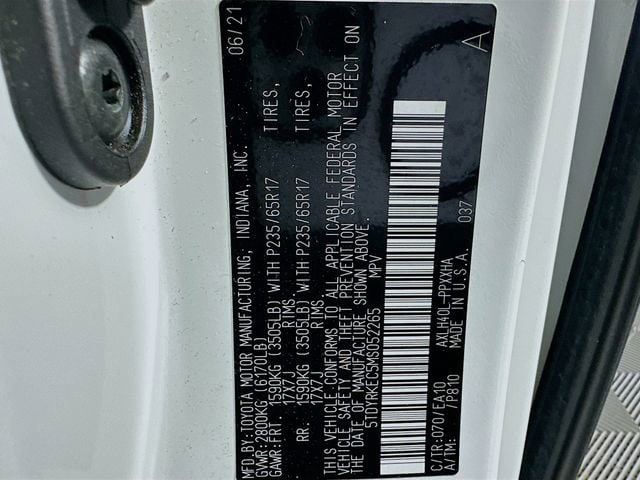 MFD.BY:TOYOTA MOTOR MANUFACTURING, INDIANA, INC. 06/21
GVWR:2800KG (6170LB)
GAWR:FRT. 1590KG (3505LB) WITH P235/65R17 TIRES,
17X7J RIMS,
RR. 1590KG (3505LB) WITH P235/65R17 TIRES,
17X7J RIMS.
THIS VEHICLE CONFORMS TO ALL APPLICABLE FEDERAL MOTOR
VEHICLE SAFETY AND THEFT PREVENTION STANDARDS IN EFFECT ON
THE DATE OF MANUFACTURE SHOWN ABOVE.
5TDYRKEC5MS052265 MPV
C/TR:070/EA10 AXLH40L-PPXXHA 037 A
A/TM: /P810 MADE IN U.S.A.